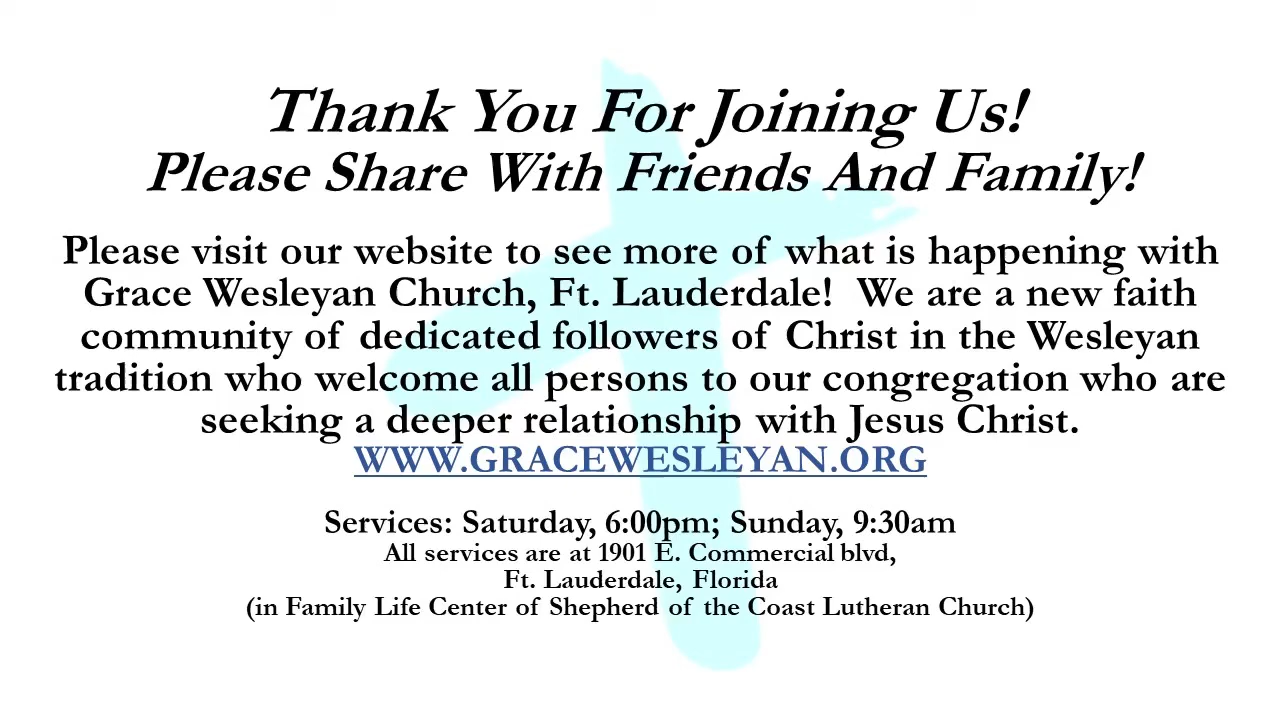 Thank You For Joining Us!
Please Share With Friends And Family!
Please visit our website to see more of what is happening with
Grace Wesleyan Church, Ft. Lauderdale!  We are a new faith
community of dedicated followers of Christ in the Wesleyan
tradition who welcome all persons to our congregation who are
seeking a deeper relationship with Jesus Christ.
WWW.GRACEWESLEYAN.ORG
Services: Saturday, 6:00pm; Sunday, 9:30am
All services are at 1901 E. Commercial blvd,
Ft. Lauderdale, Florida
(in Family Life Center of Shepherd of the Coast Lutheran Church)